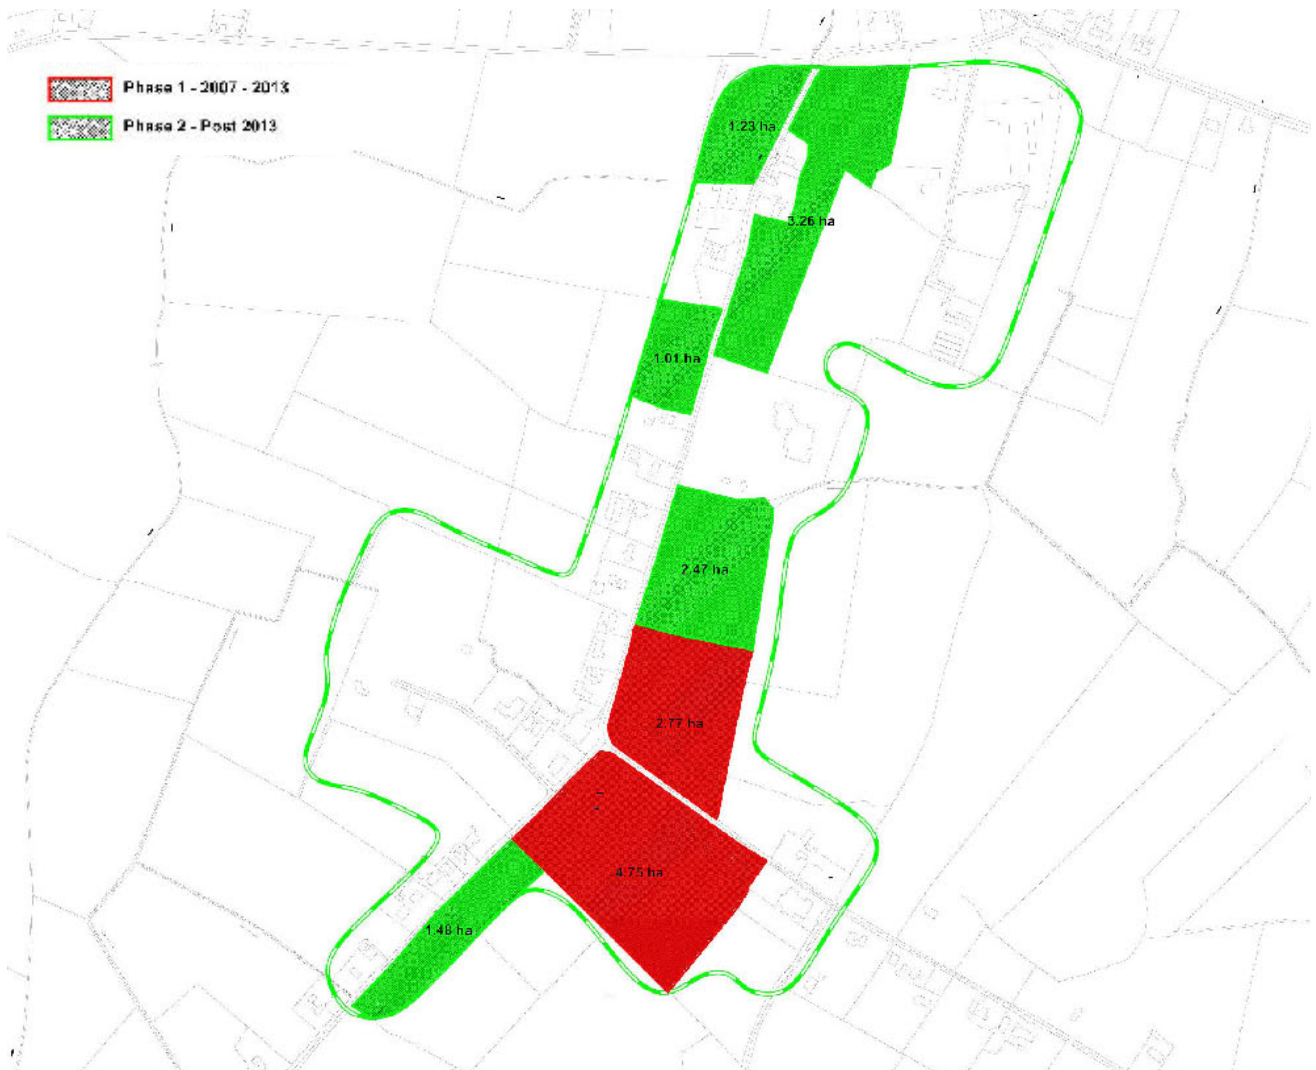 Phase 1 - 2007 - 2013
Phase 2 - Post 2013
1.23 ha
3.26 ha
1.01 ha
2.47 ha
2.77 ha
4.75 ha
1.48 ha